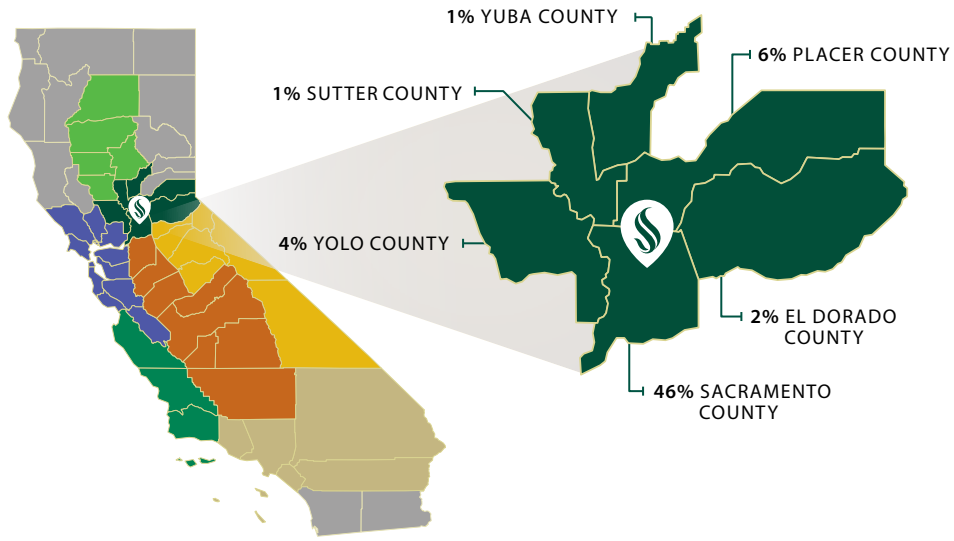 1% YUBA COUNTY
6% PLACER COUNTY
1% SUTTER COUNTY
4% YOLO COUNTY
2% EL DORADO
COUNTY
46% SACRAMENTO
COUNTY